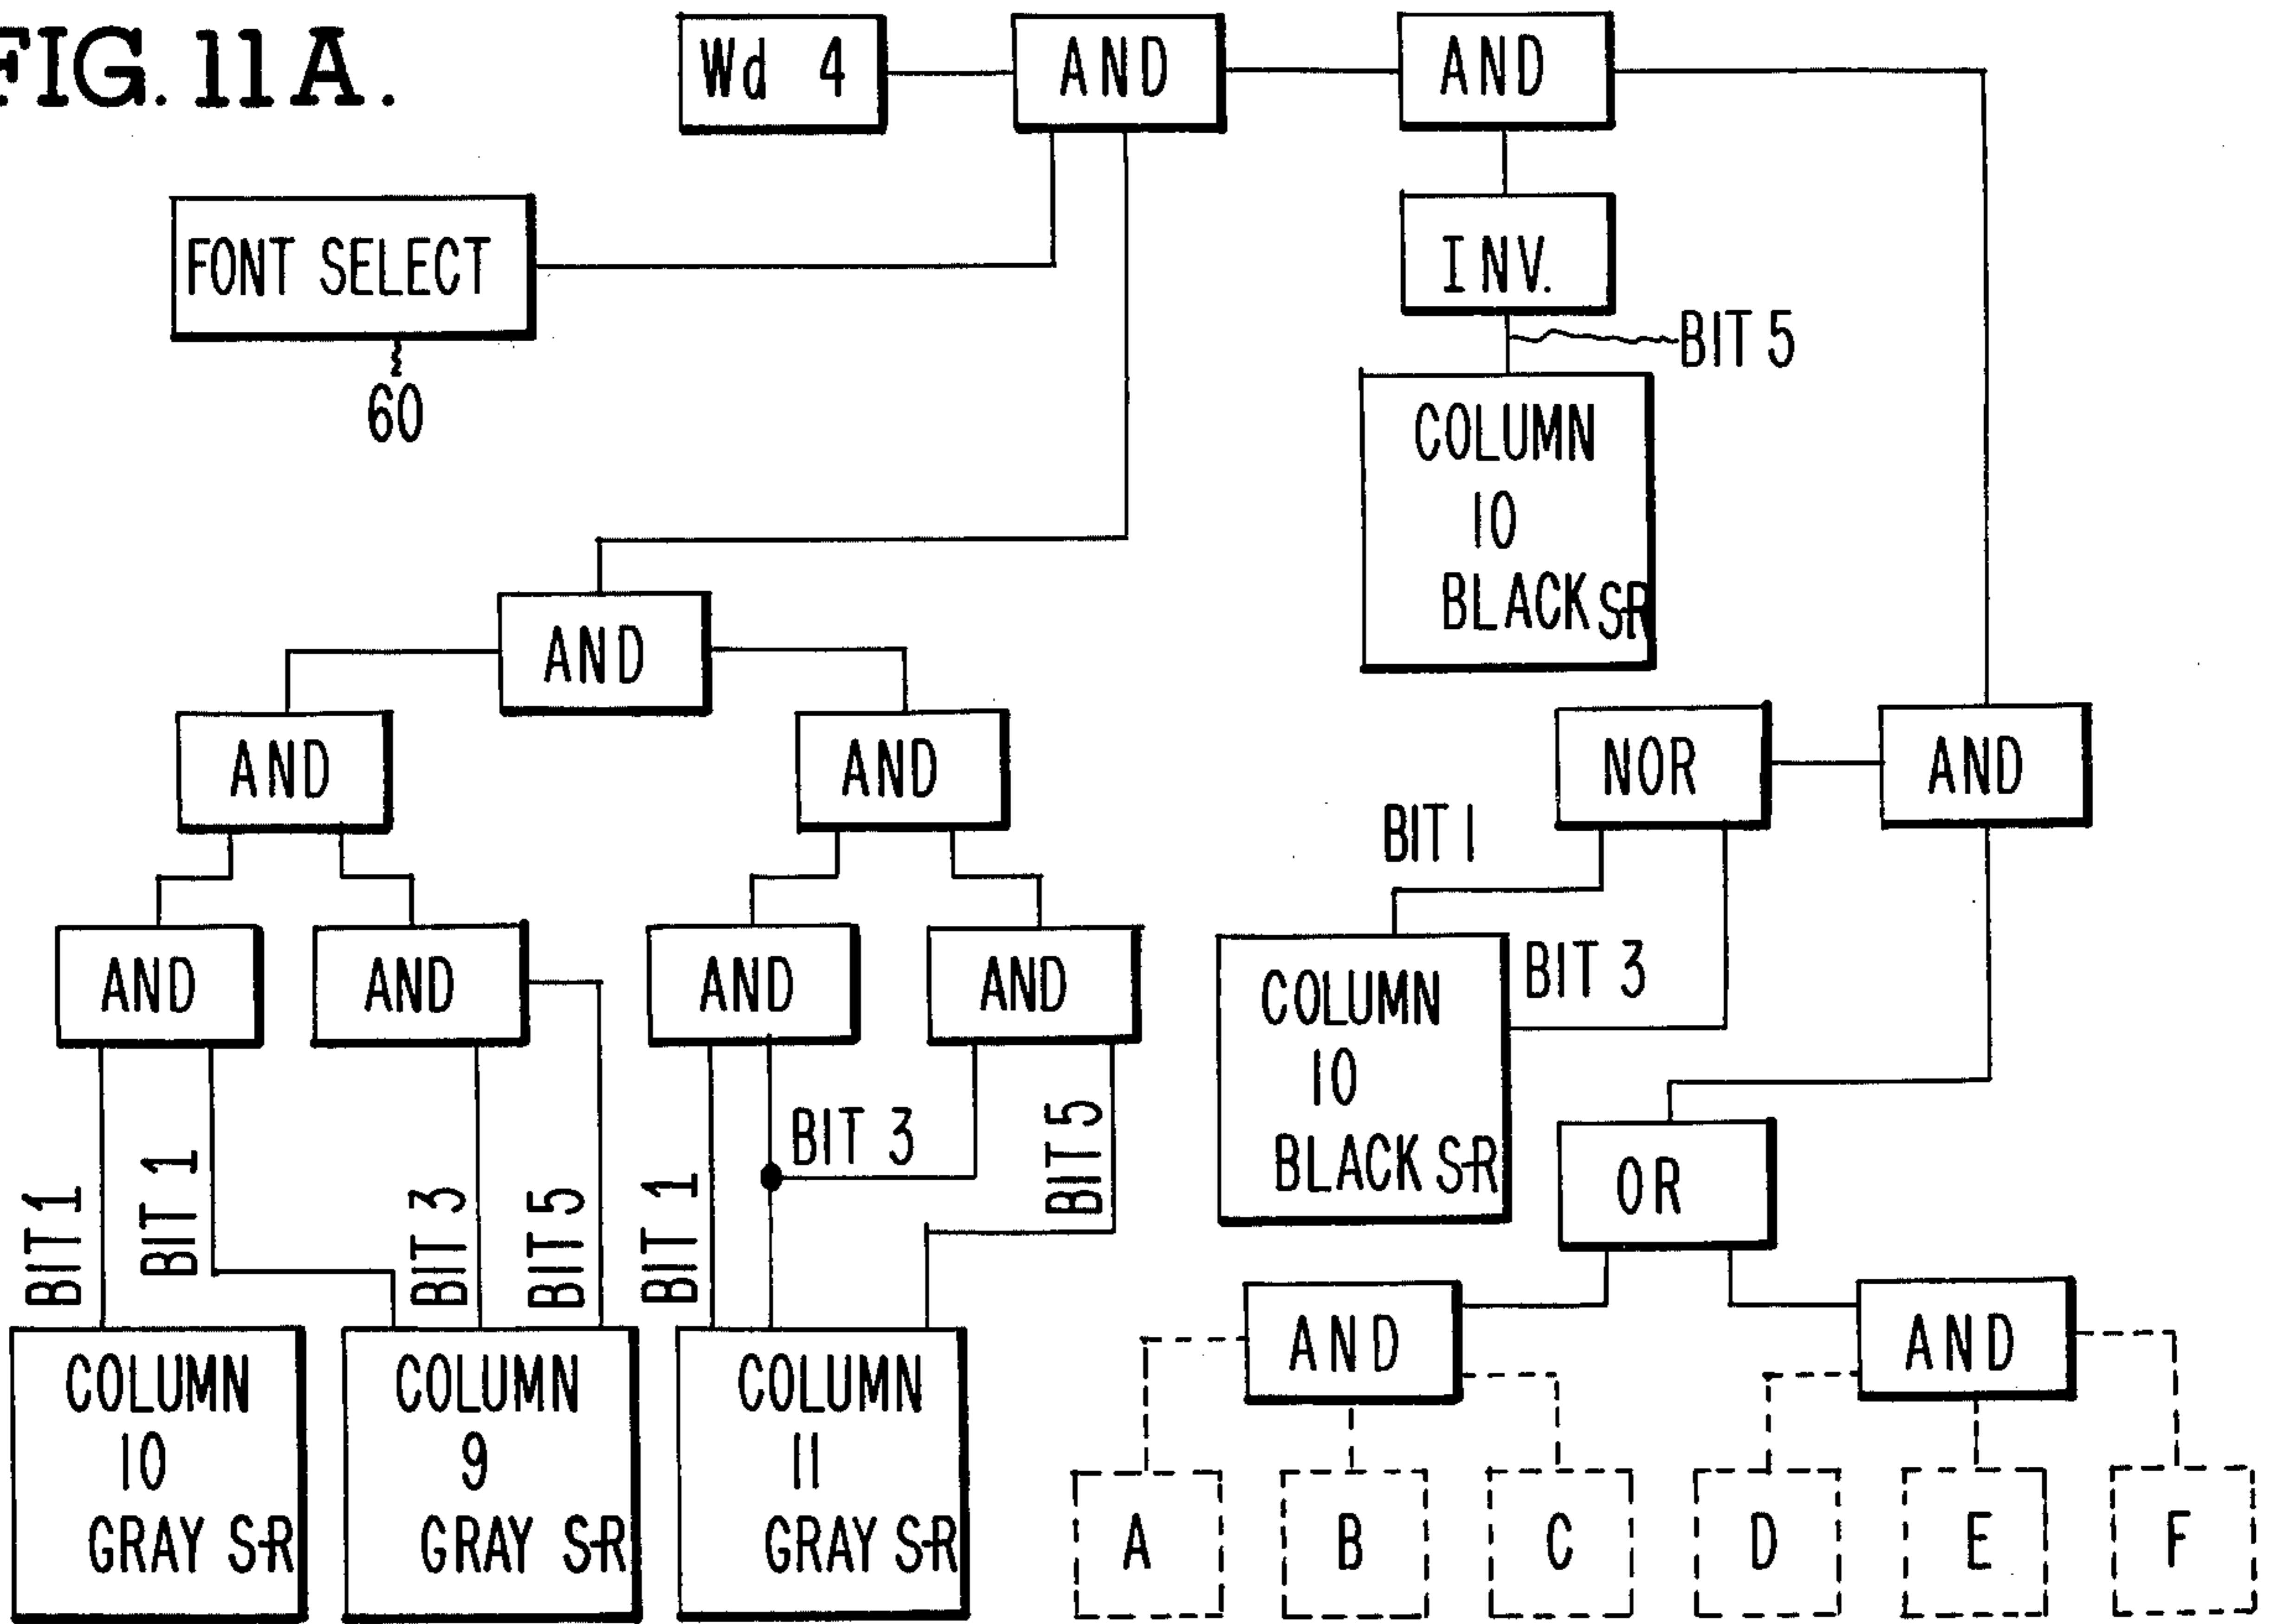 FIG. 11A.
Wd 4
AND
AND
FONT SELECT
60
INV.
BIT 5
COLUMN
10
BLACK S-R
AND
AND
AND
NOR
AND
BIT 1
AND
AND
AND
AND
COLUMN
10
BLACK S-R
BIT 3
BIT 1
BIT 1
BIT 3
BIT 5
BIT 1
BIT 3
BIT 5
OR
AND
AND
COLUMN
10
GRAY S-R
COLUMN
9
GRAY S-R
COLUMN
11
GRAY S-R
A
B
C
D
E
F